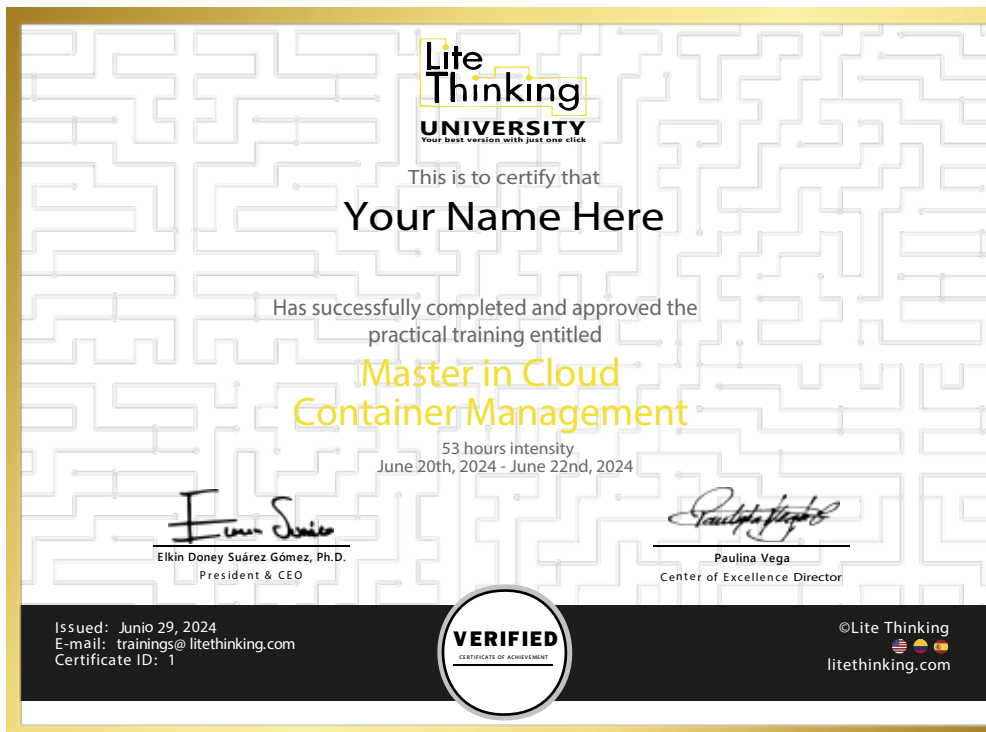 Lite
Thinking
UNIVERSITY
Your best version with just one click
This is to certify that
Your Name Here
Has successfully completed and approved the
practical training entitled
Master in Cloud
Container Management
53 hours intensity
June 20th, 2024 - June 22nd, 2024
Elkin Doney Suárez Gómez, Ph.D.
President & CEO
Paulina Vega
Center of Excellence Director
Issued: Junio 29, 2024
E-mail: trainings@ litethinking.com
Certificate ID: 1
VERIFIED
CERTIFICATE OF ACHIEVEMENT
©Lite Thinking
litethinking.com